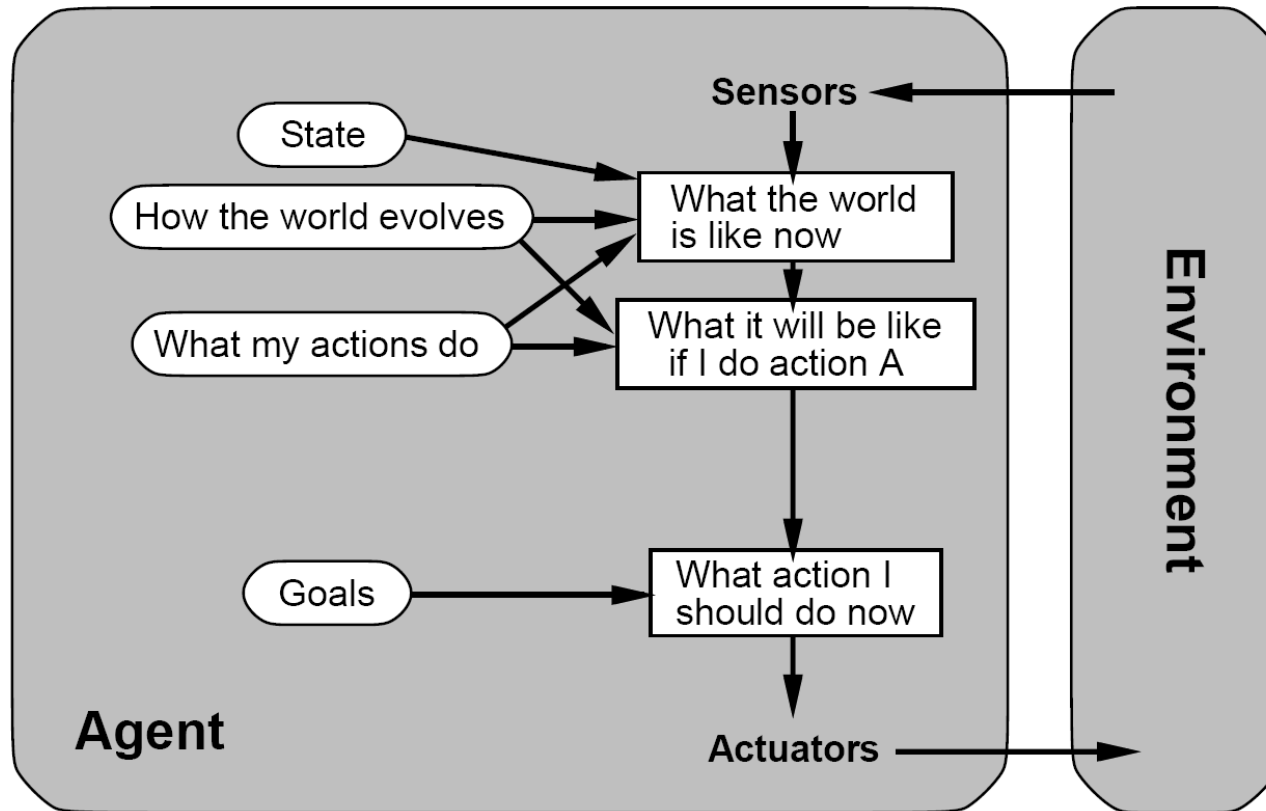 Sensors
State
What the world
is like now
How the world evolves
What it will be like
if I do action A
What my actions do
Environment
What action I
should do now
Goals
Agent
Actuators